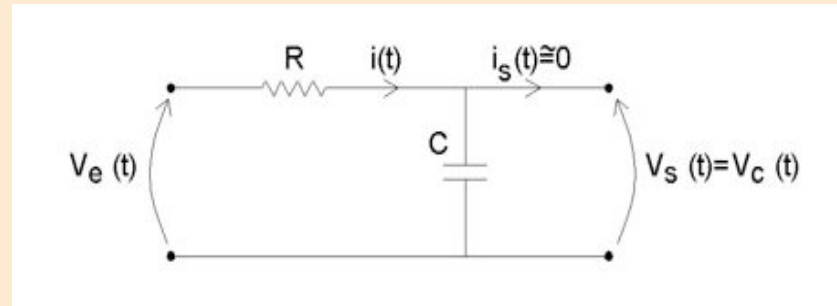 R i(t) i_s(t)≅0
C
V_e (t) V_s (t)=V_c (t)